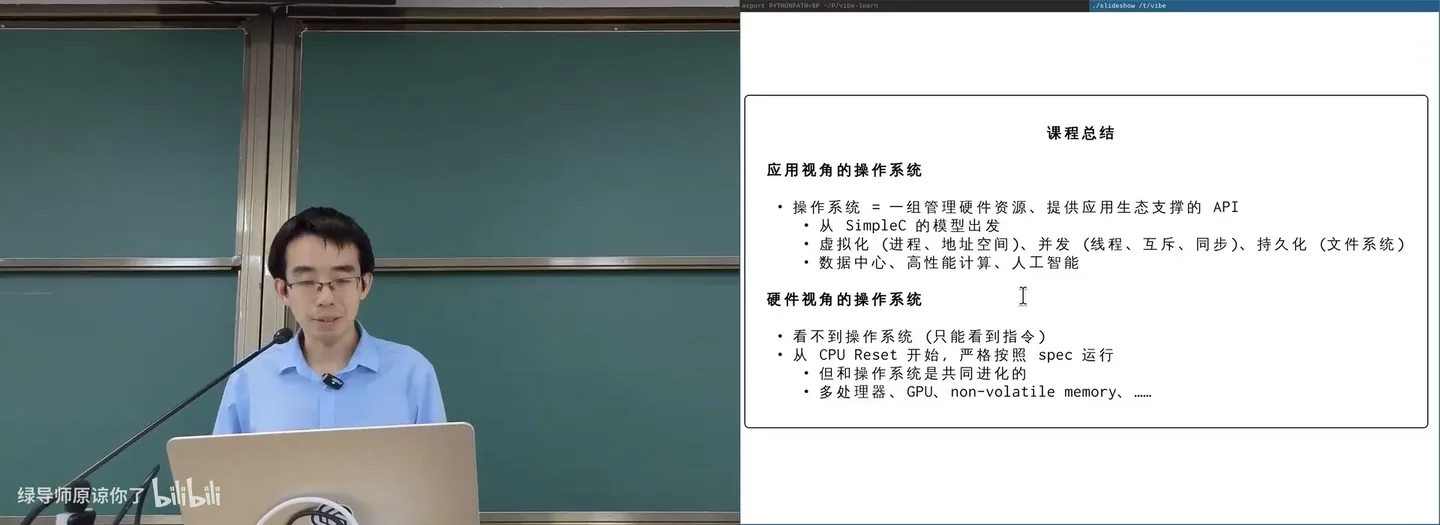 export PYTHONPATH=$P ~/P/vibe-learn
./slideshow /t/vibe
课程总结
应用视角的操作系统
• 操作系统 = 一组管理硬件资源、提供应用生态支撑的 API
• 从 SimpleC 的模型出发
• 虚拟化 (进程、地址空间)、并发 (线程、互斥、同步)、持久化 (文件系统)
• 数据中心、高性能计算、人工智能
硬件视角的操作系统
• 看不到操作系统 (只能看到指令)
• 从 CPU Reset 开始, 严格按照 spec 运行
• 但和操作系统是共同进化的
• 多处理器、GPU、non-volatile memory、……
绿导师原谅你了 bilibili